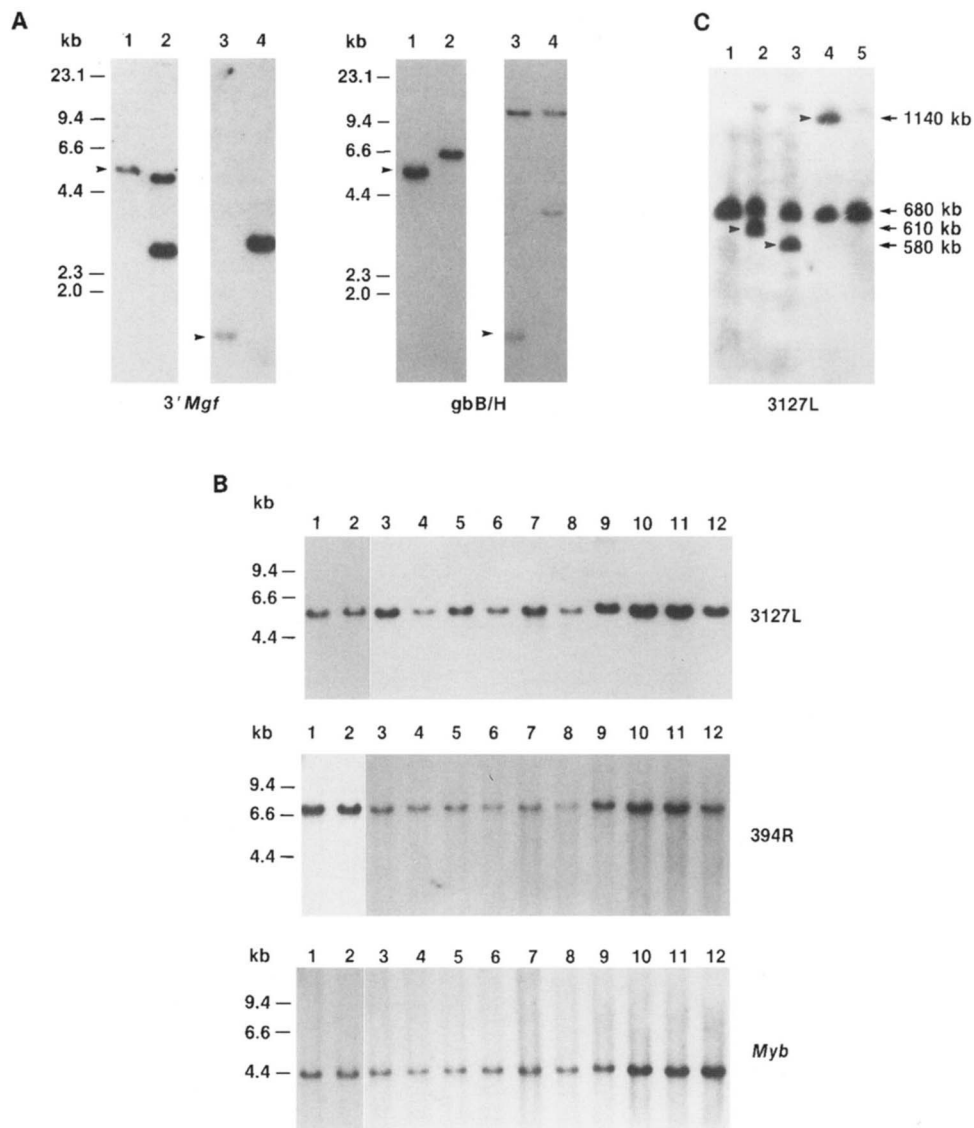 A
kb 1 2 3 4
23.1
9.4
6.6
4.4
2.3
2.0
3' Mgf
kb 1 2 3 4
23.1
9.4
6.6
4.4
2.3
2.0
gbB/H
C
1 2 3 4 5
1140 kb
680 kb
610 kb
580 kb
3127L
B
kb
1 2 3 4 5 6 7 8 9 10 11 12
9.4
6.6
4.4
3127L
kb 1 2 3 4 5 6 7 8 9 10 11 12
9.4
6.6
4.4
394R
kb 1 2 3 4 5 6 7 8 9 10 11 12
9.4
6.6
4.4
Myb